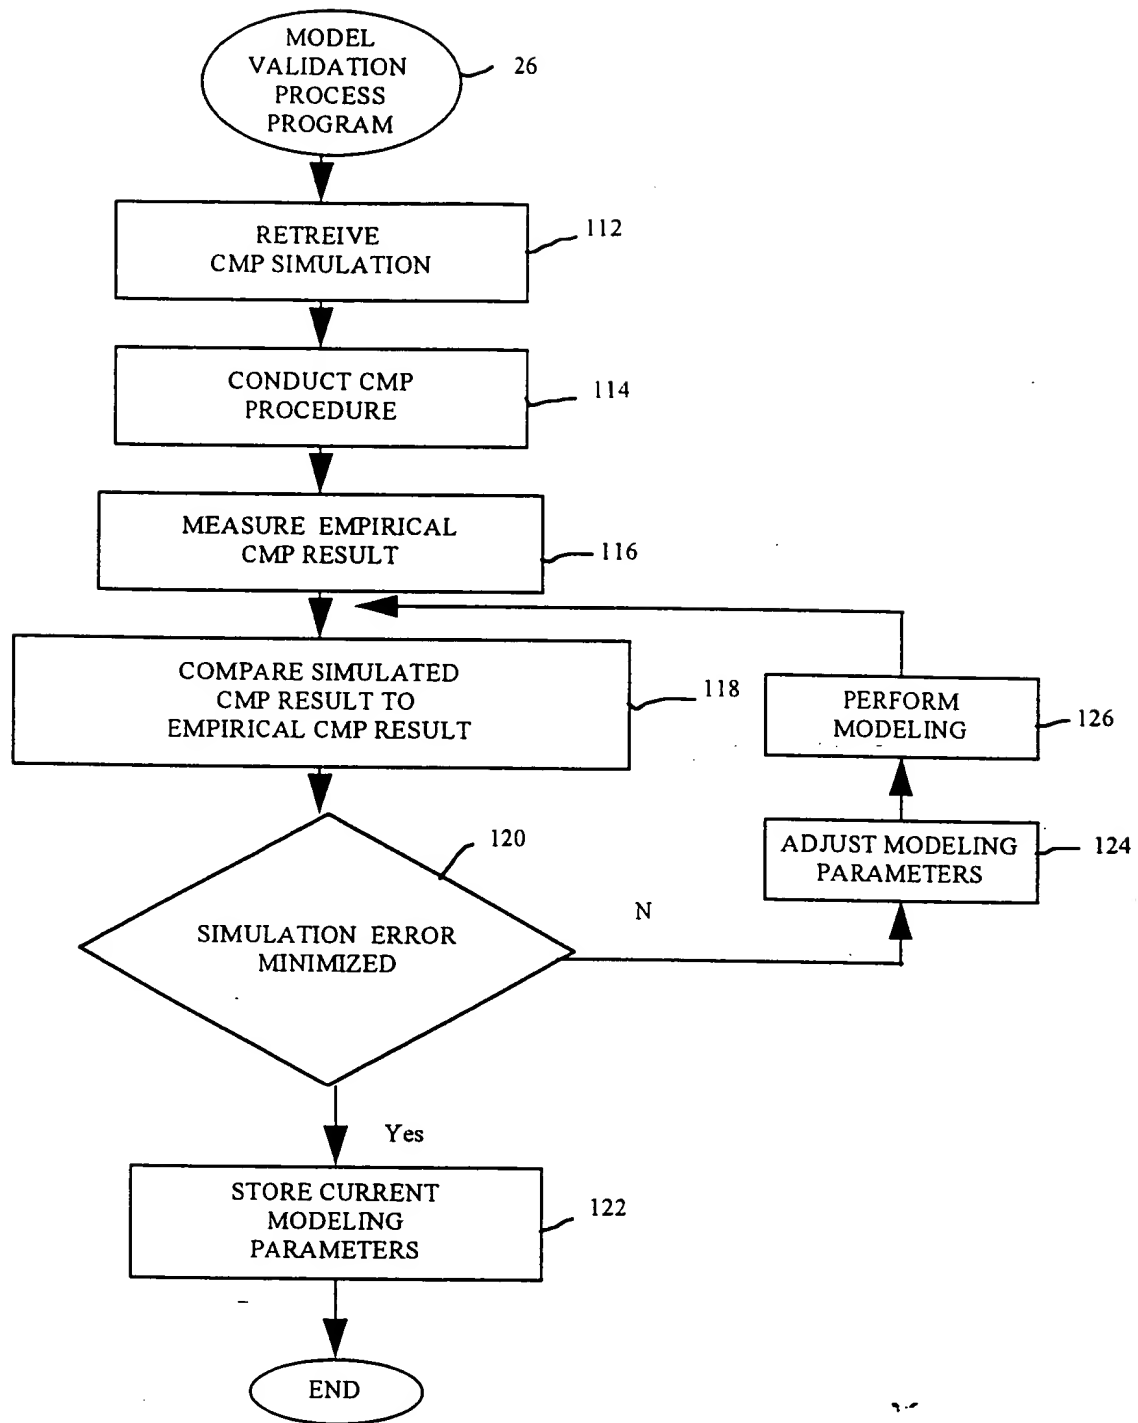 MODEL
VALIDATION
PROCESS
PROGRAM
26
RETREIVE
CMP SIMULATION
112
CONDUCT CMP
PROCEDURE
114
MEASURE EMPIRICAL
CMP RESULT
116
COMPARE SIMULATED
CMP RESULT TO
EMPIRICAL CMP RESULT
118
PERFORM
MODELING
126
ADJUST MODELING
PARAMETERS
124
120
SIMULATION ERROR
MINIMIZED
N
Yes
STORE CURRENT
MODELING
PARAMETERS
122
END